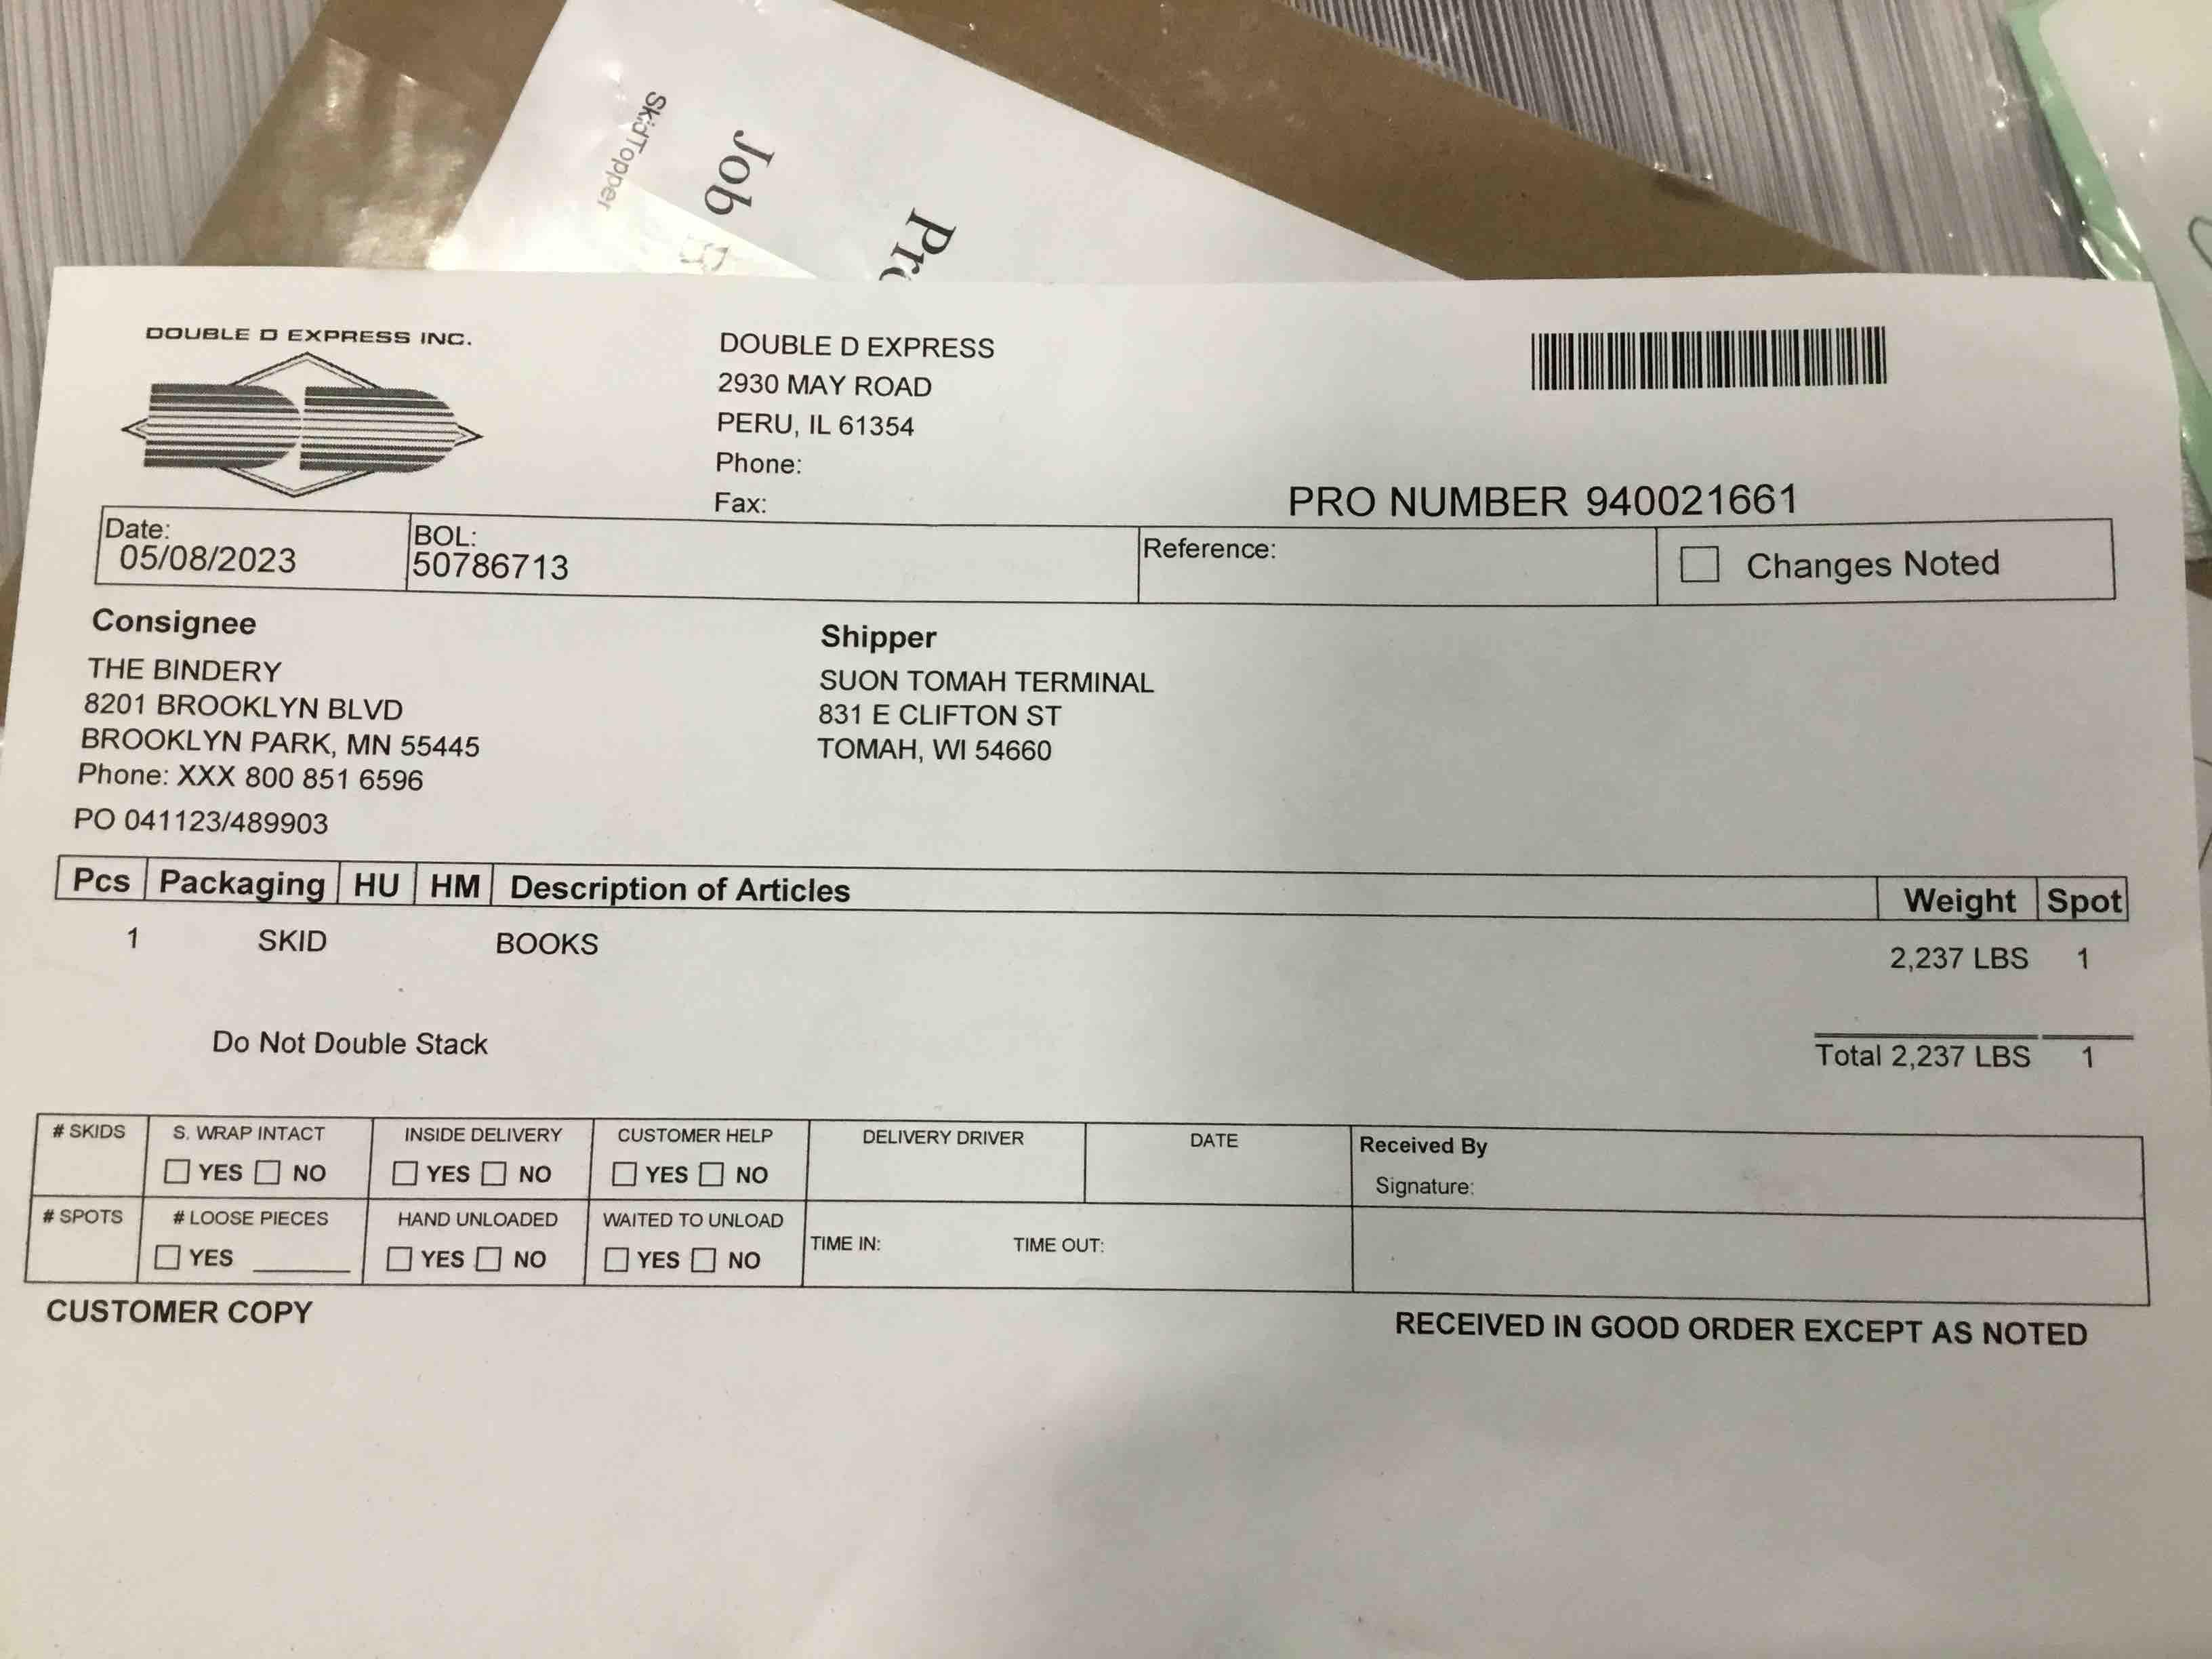 SkidTopper
Job
Pr
DOUBLE D EXPRESS INC.
DOUBLE D EXPRESS
2930 MAY ROAD
PERU, IL 61354
Phone:
Fax:
PRO NUMBER 940021661
Date:
05/08/2023
BOL:
50786713
Reference:
Changes Noted
Consignee
THE BINDERY
8201 BROOKLYN BLVD
BROOKLYN PARK, MN 55445
Phone: XXX 800 851 6596
PO 041123/489903
Shipper
SUON TOMAH TERMINAL
831 E CLIFTON ST
TOMAH, WI 54660
Pcs Packaging HU HM Description of Articles Weight Spot
1 SKID BOOKS 2,237 LBS 1
Do Not Double Stack
Total 2,237 LBS 1
# SKIDS
S. WRAP INTACT
YES NO
INSIDE DELIVERY
YES NO
CUSTOMER HELP
YES NO
DELIVERY DRIVER
DATE
Received By
Signature:
# SPOTS
# LOOSE PIECES
YES
HAND UNLOADED
YES NO
WAITED TO UNLOAD
YES NO
TIME IN: TIME OUT:
CUSTOMER COPY
RECEIVED IN GOOD ORDER EXCEPT AS NOTED